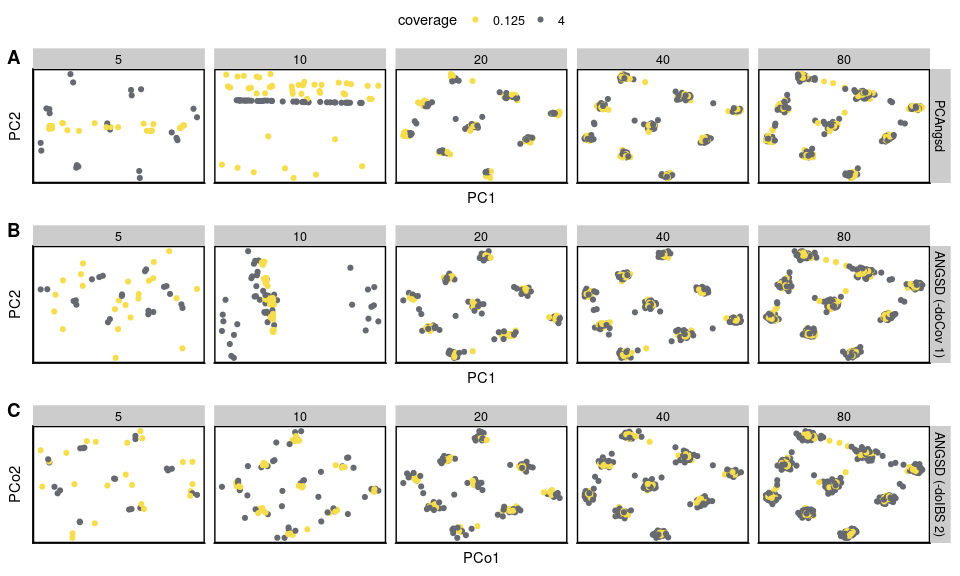 coverage 0.125 4
A
5 10 20 40 80
PC2
PCAngsd
PC1
B
5 10 20 40 80
PC2
ANGSD (-doCov 1)
PC1
C
5 10 20 40 80
PCo2
ANGSD (-doIBS 2)
PCo1